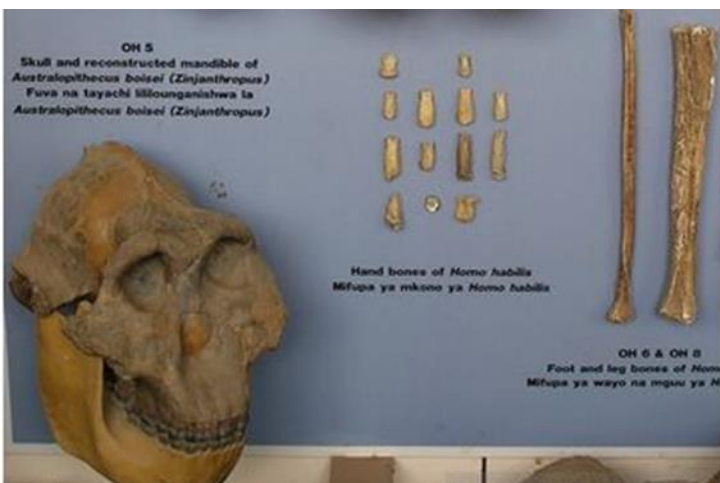 OH 5
Skull and reconstructed mandible of
Australopithecus boisei (Zinjanthropus)
Fuva na tayachi lililounganishwa la
Australopithecus boisei (Zinjanthropus)
Hand bones of Homo habilis
Mifupa ya mkono ya Homo habilis
OH 6 & OH 8
Foot and leg bones of Hom
Mifupa ya wayo na mguu ya H